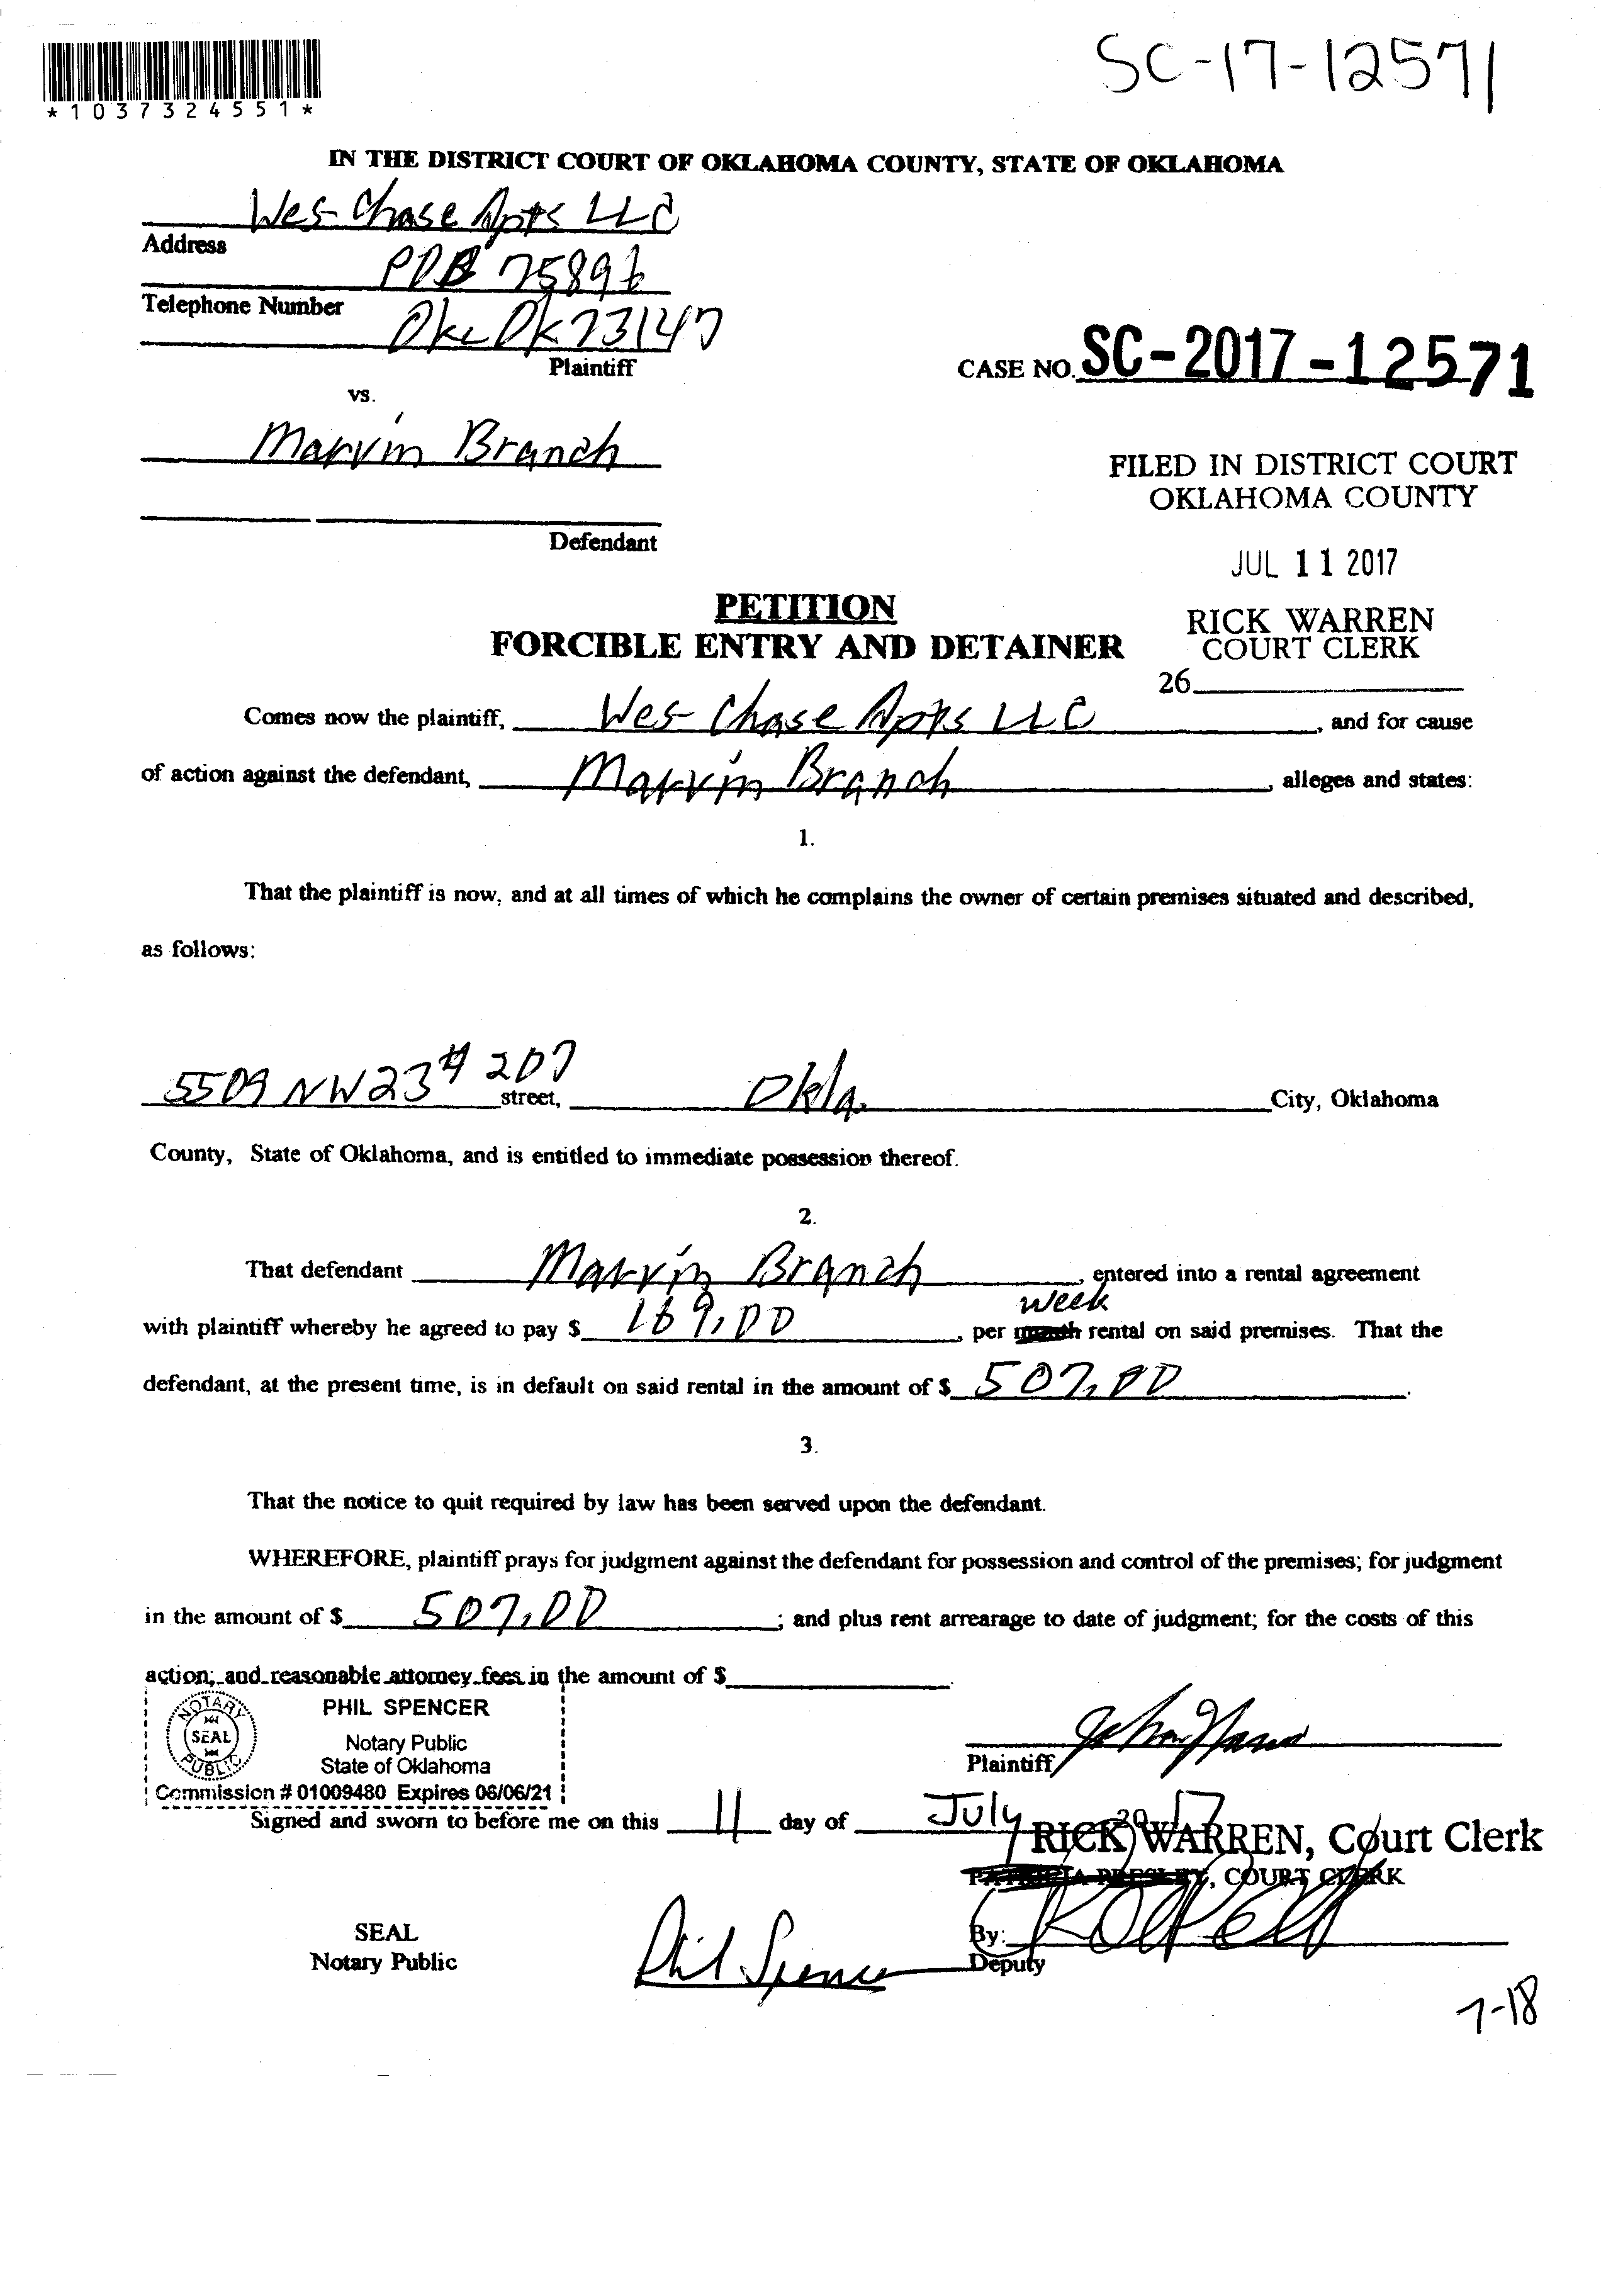 SC-17-12571
*1037324551*
IN THE DISTRICT COURT OF OKLAHOMA COUNTY, STATE OF OKLAHOMA
Wes-Chase Apts LLC
Address
POB 75896
Telephone Number
Okc Ok 73147
Plaintiff
CASE NO. SC-2017-12571
vs.
Marvin Branch
FILED IN DISTRICT COURT
OKLAHOMA COUNTY
Defendant
JUL 11 2017
PETITION
RICK WARREN
FORCIBLE ENTRY AND DETAINER
COURT CLERK
26
Comes now the plaintiff, Wes-Chase Apts LLC, and for cause
of action against the defendant, Marvin Branch, alleges and states:
1.
That the plaintiff is now, and at all times of which he complains the owner of certain premises situated and described,
as follows:
5509 NW 23 # 207 street, Okla. City, Oklahoma
County, State of Oklahoma, and is entitled to immediate possession thereof.
2.
That defendant Marvin Branch, entered into a rental agreement
week
with plaintiff whereby he agreed to pay $ 169.00, per month rental on said premises. That the
defendant, at the present time, is in default on said rental in the amount of $ 507.00.
3.
That the notice to quit required by law has been served upon the defendant.
WHEREFORE, plaintiff prays for judgment against the defendant for possession and control of the premises; for judgment
in the amount of $ 507.00; and plus rent arrearage to date of judgment; for the costs of this
action; and reasonable attorney fees in the amount of $
NOTARY SEAL PUBLIC
PHIL SPENCER
Notary Public
State of Oklahoma
Commission # 01009480 Expires 06/06/21
Plaintiff
Signed and sworn to before me on this 11 day of July 2017
RICK WARREN, Court Clerk
PATRICIA PRESLEY, COURT CLERK
SEAL
Notary Public
Phil Spencer
By:
Deputy
7-18